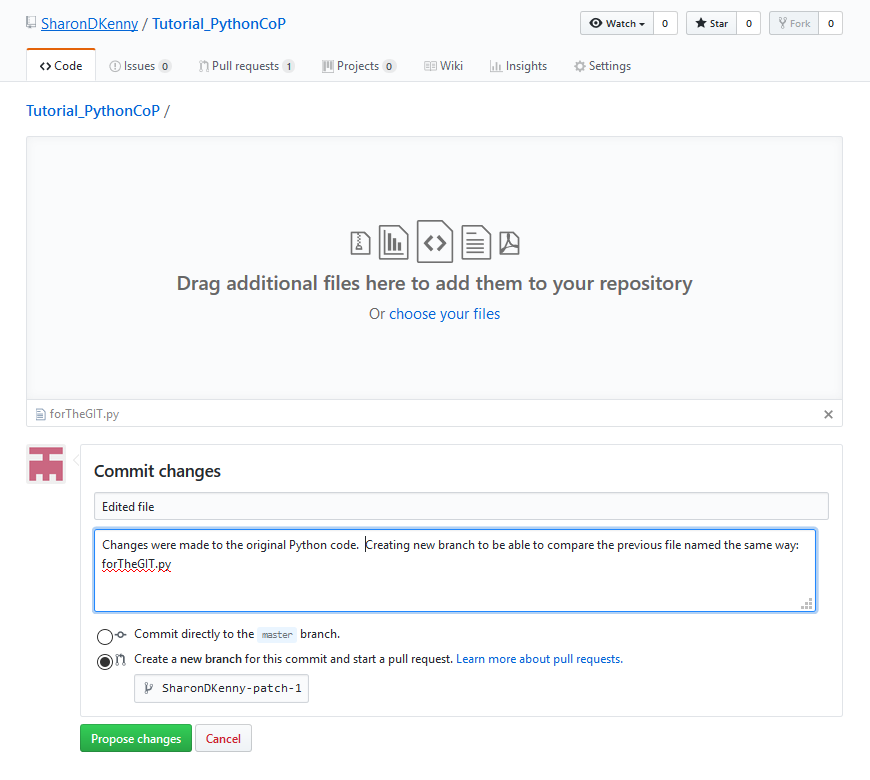 SharonDKenny / Tutorial_PythonCoP
Watch 0 Star 0 Fork 0
Code Issues 0 Pull requests 1 Projects 0 Wiki Insights Settings
Tutorial_PythonCoP /
Drag additional files here to add them to your repository
Or choose your files
forTheGIT.py
Commit changes
Edited file
Changes were made to the original Python code. Creating new branch to be able to compare the previous file named the same way:
forTheGIT.py
Commit directly to the master branch.
Create a new branch for this commit and start a pull request. Learn more about pull requests.
SharonDKenny-patch-1
Propose changes Cancel